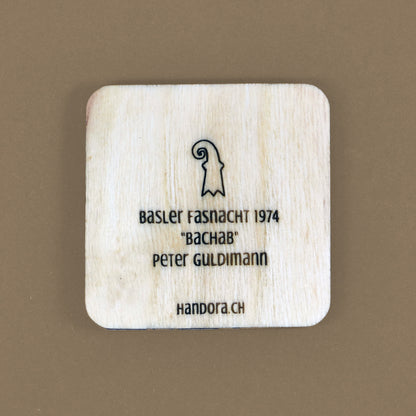 Basler Fasnacht 1974
"Bachab"
Peter Guldimann
Handora.ch